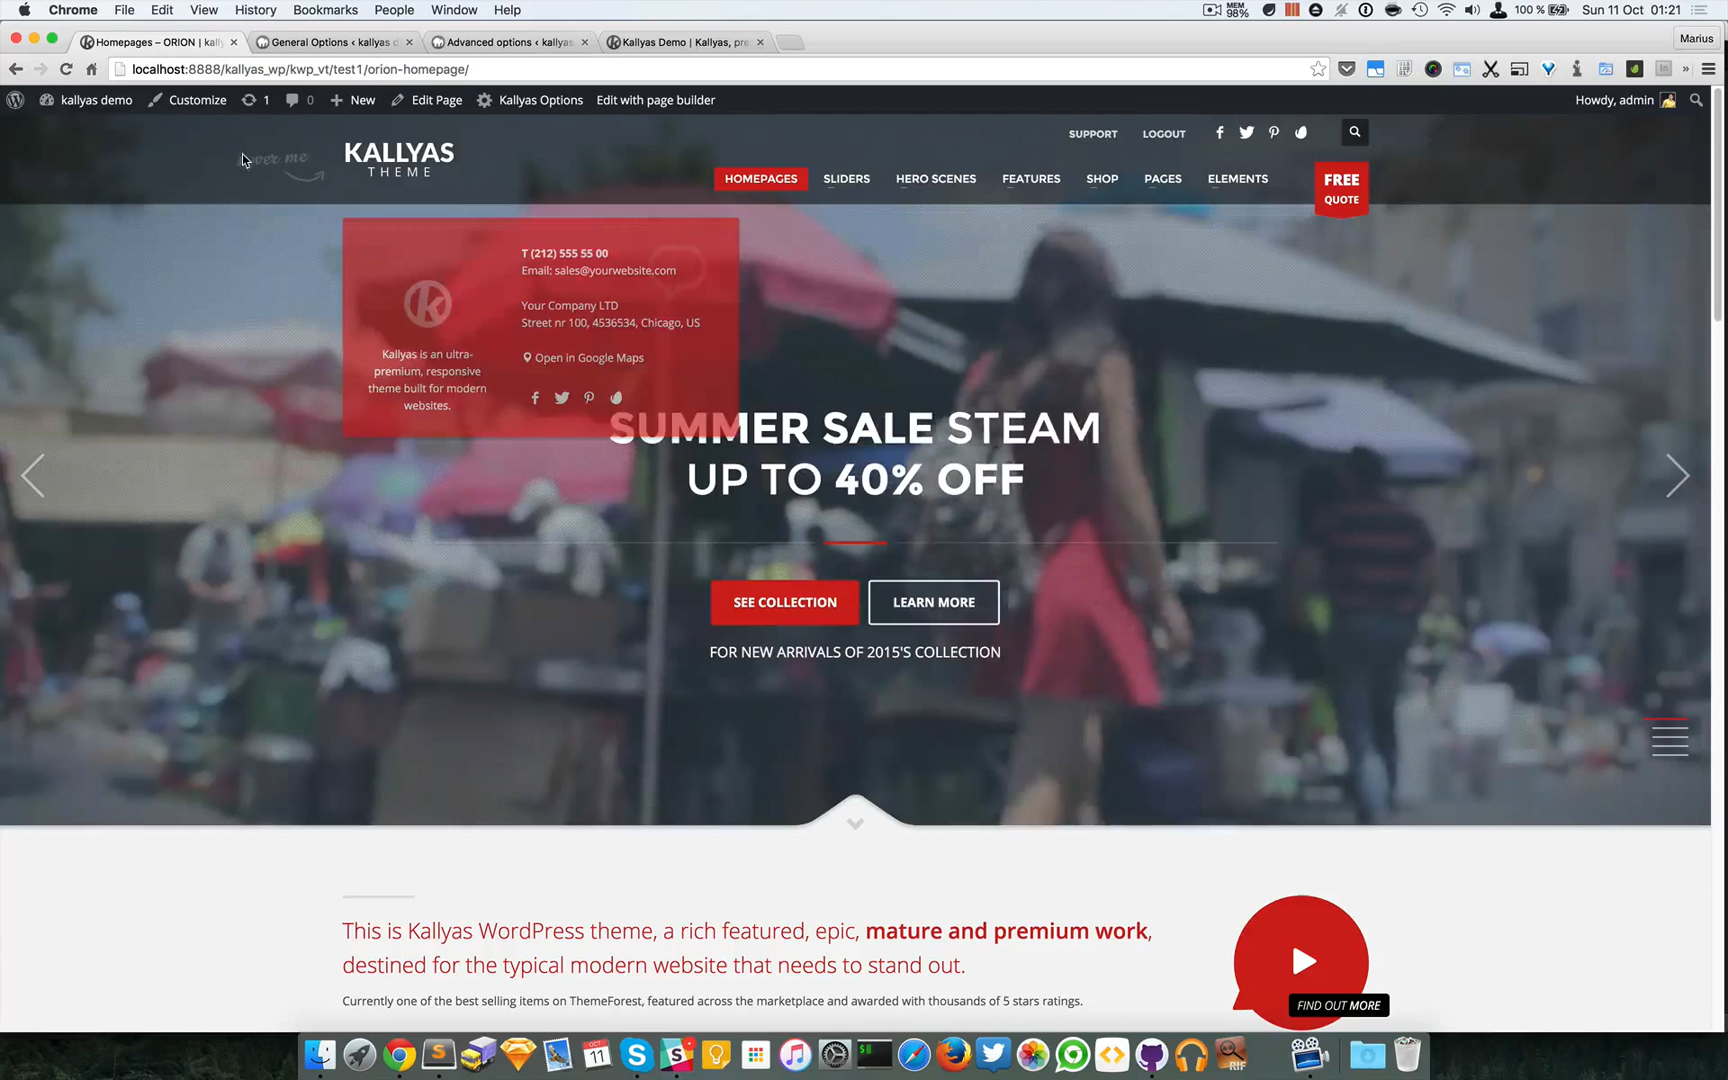 Chrome File Edit View History Bookmarks People Window Help
MEM 98% 100 % Sun 11 Oct 01:21
Homepages – ORION | kally
General Options ‹ kallyas d
Advanced options ‹ kallyas
Kallyas Demo | Kallyas, pre
Marius
localhost:8888/kallyas_wp/kwp_vt/test1/orion-homepage/
kallyas demo Customize 1 0 New Edit Page Kallyas Options Edit with page builder Howdy, admin
SUPPORT LOGOUT
me KALLYAS
THEME
HOMEPAGES SLIDERS HERO SCENES FEATURES SHOP PAGES ELEMENTS
FREE
QUOTE
T (212) 555 55 00
Email: sales@yourwebsite.com
Your Company LTD
Street nr 100, 4536534, Chicago, US
Open in Google Maps
Kallyas is an ultra-
premium, responsive
theme built for modern
websites.
SUMMER SALE STEAM
UP TO 40% OFF
SEE COLLECTION LEARN MORE
FOR NEW ARRIVALS OF 2015'S COLLECTION
This is Kallyas WordPress theme, a rich featured, epic, mature and premium work,
destined for the typical modern website that needs to stand out.
Currently one of the best selling items on ThemeForest, featured across the marketplace and awarded with thousands of 5 stars ratings.
FIND OUT MORE
OCT
11
RIF